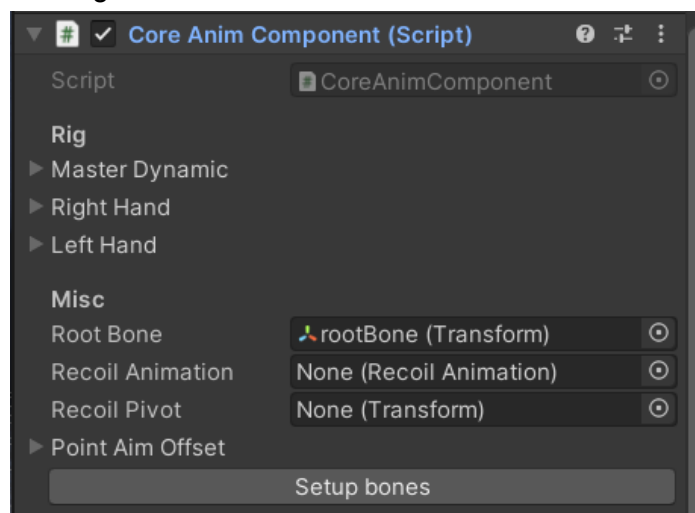 # Core Anim Component (Script)
Script CoreAnimComponent
Rig
Master Dynamic
Right Hand
Left Hand
Misc
Root Bone rootBone (Transform)
Recoil Animation None (Recoil Animation)
Recoil Pivot None (Transform)
Point Aim Offset
Setup bones